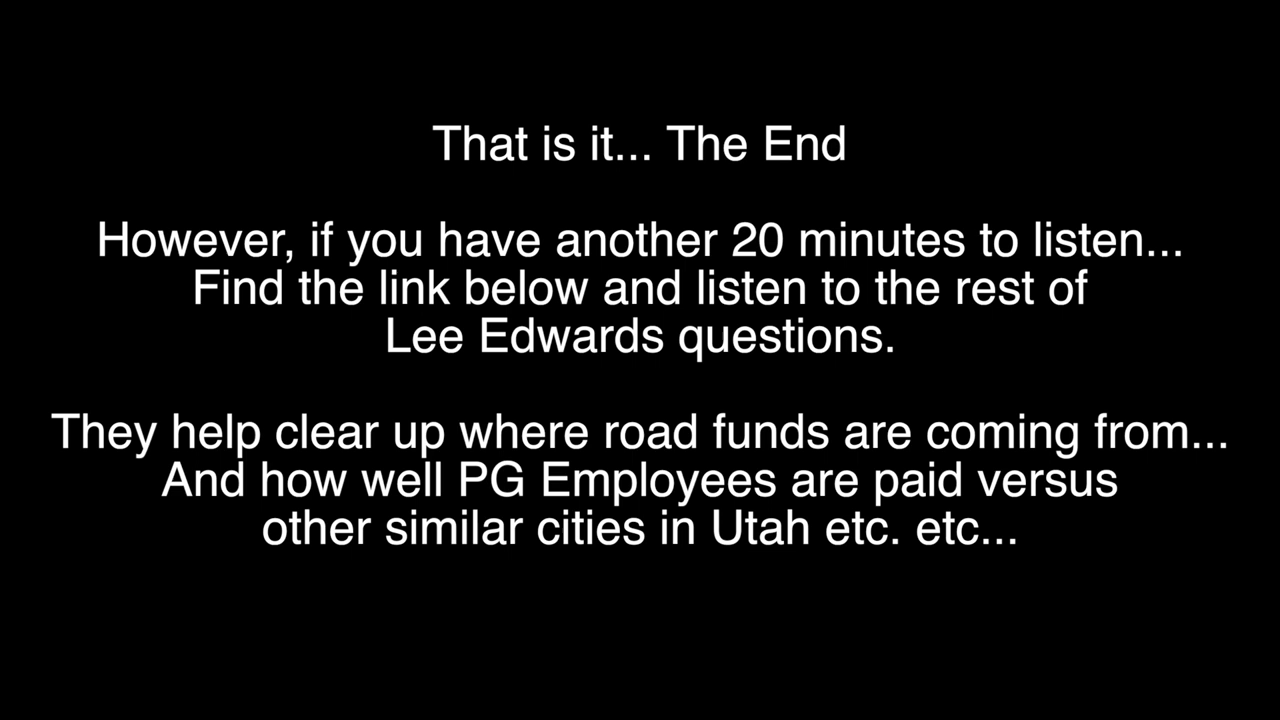 That is it... The End
However, if you have another 20 minutes to listen...
Find the link below and listen to the rest of
Lee Edwards questions.
They help clear up where road funds are coming from...
And how well PG Employees are paid versus
other similar cities in Utah etc. etc...